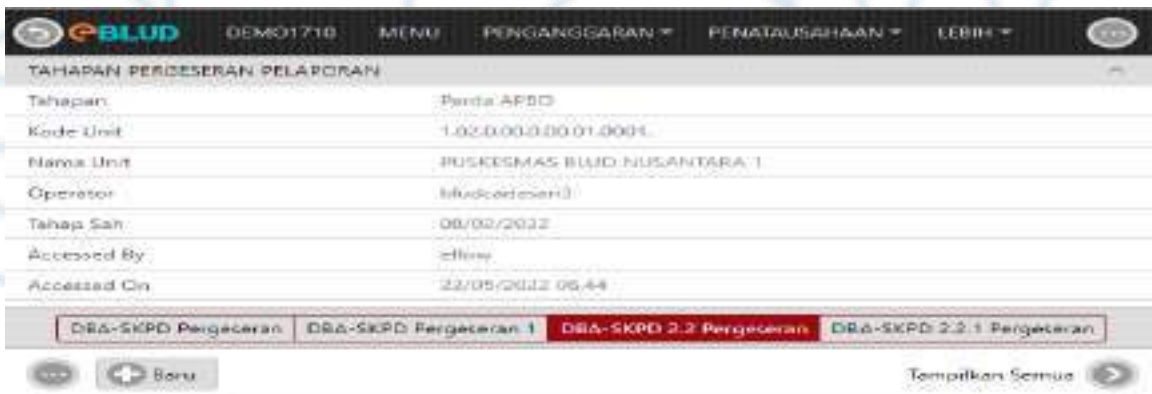 eBLUD DEMO1710 MENU PENGANGGARAN PENATAUSAHAAN LEBIH
TAHAPAN PERGESERAN PELAPORAN
Tahapan Perda APBD
Kode Unit 1.02.0.00.0.00.01.0001.
Nama Unit PUSKESMAS BLUD NUSANTARA 1
Operator
Tahap Sah
Accessed By
Accessed On 22/05/2022 06.44
DBA-SKPD Pergeseran DBA-SKPD Pergeseran 1 DBA-SKPD 2.2 Pergeseran DBA-SKPD 2.2.1 Pergeseran
Baru Tampilkan Semua